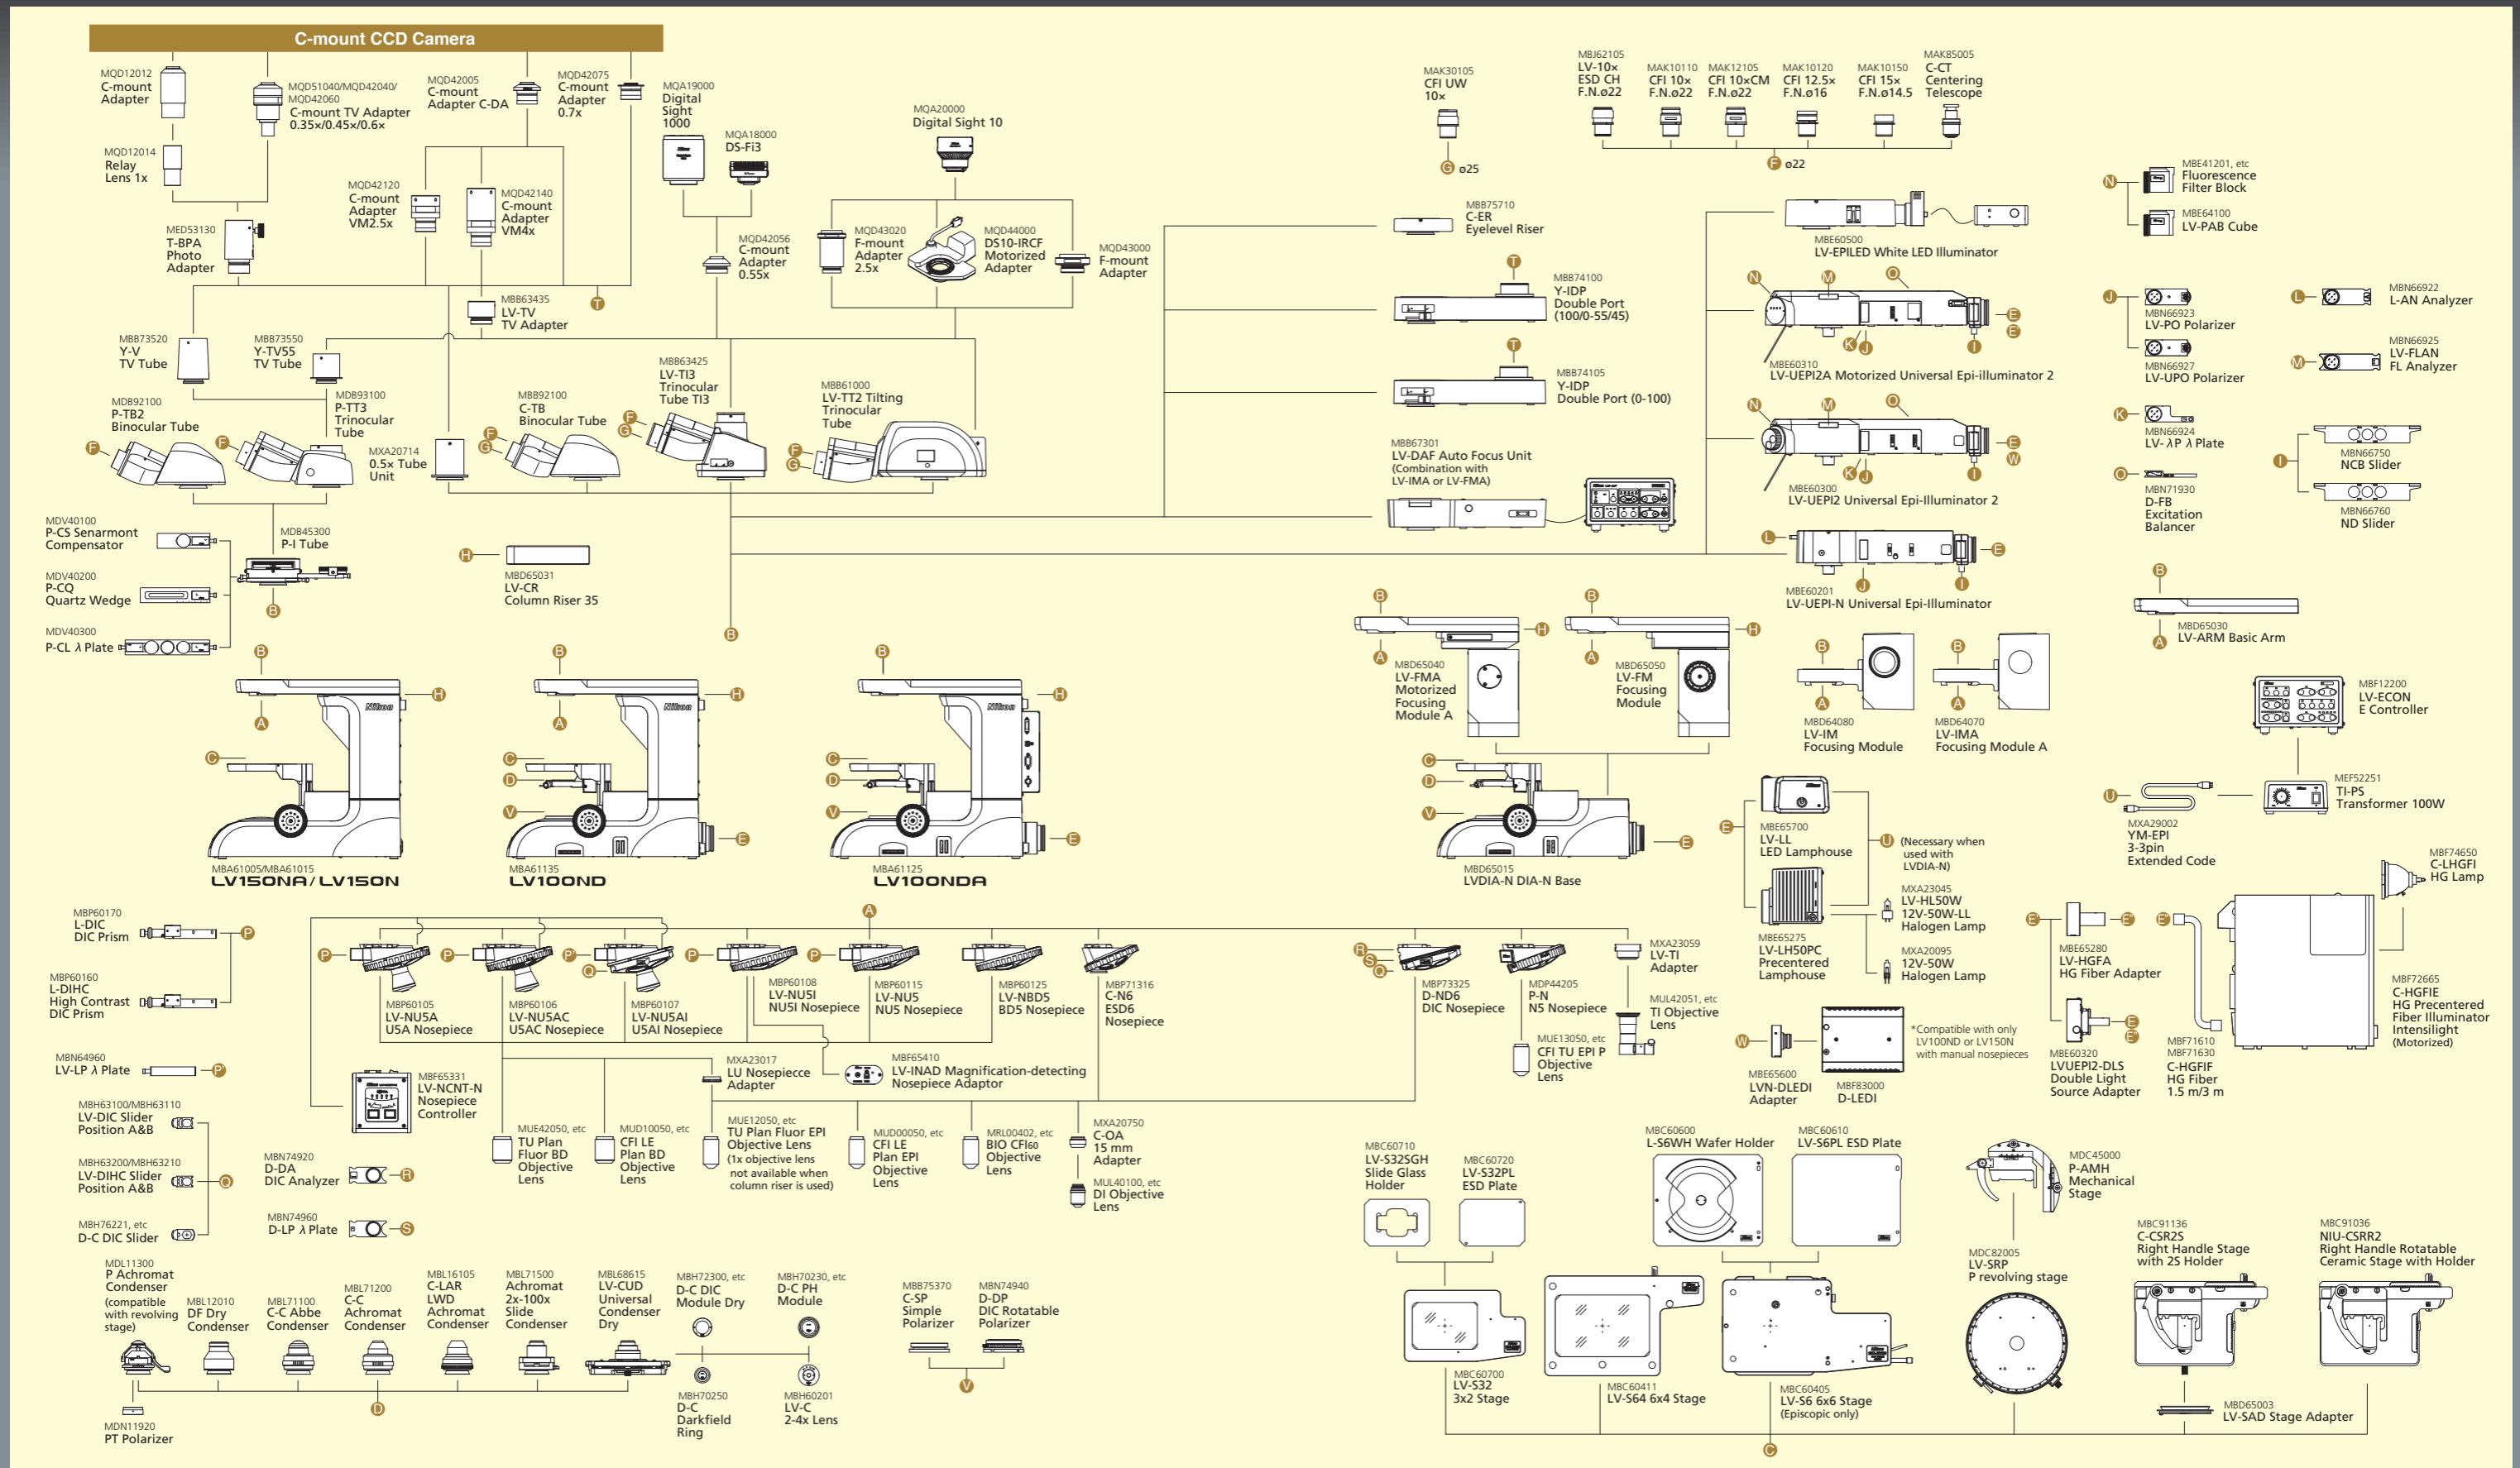 C-mount CCD Camera
MQD12012
C-mount
Adapter
MQD51040/MQD42040/
MQD42060
C-mount TV Adapter
0.35×/0.45×/0.6×
MQD42005
C-mount
Adapter C-DA
MQD42075
C-mount
Adapter
0.7x
MQA19000
Digital
Sight
1000
MQA18000
DS-Fi3
MQA20000
Digital Sight 10
MAK30105
CFI UW
10×
G ø25
MBJ62105
LV-10×
ESD CH
F.N.ø22
MAK10110
CFI 10×
F.N.ø22
MAK12105
CFI 10×CM
F.N.ø22
MAK10120
CFI 12.5×
F.N.ø16
MAK10150
CFI 15×
F.N.ø14.5
MAK85005
C-CT
Centering
Telescope
F ø22
MQD12014
Relay
Lens 1x
MQD42120
C-mount
Adapter
VM2.5x
MQD42140
C-mount
Adapter
VM4x
MED53130
T-BPA
Photo
Adapter
MQD42056
C-mount
Adapter
0.55x
MQD43020
F-mount
Adapter
2.5x
MQD44000
DS10-IRCF
Motorized
Adapter
MQD43000
F-mount
Adapter
T
MBB63435
LV-TV
TV Adapter
MBB73520
Y-V
TV Tube
MBB73550
Y-TV55
TV Tube
MDB92100
P-TB2
Binocular Tube
F
MDB93100
P-TT3
Trinocular
Tube
F
MXA20714
0.5× Tube
Unit
MBB92100
C-TB
Binocular Tube
F
G
MBB63425
LV-TI3
Trinocular
Tube TI3
F
G
MBB61000
LV-TT2 Tilting
Trinocular
Tube
F
G
MBB75710
C-ER
Eyelevel Riser
T
MBB74100
Y-IDP
Double Port
(100/0-55/45)
T
MBB74105
Y-IDP
Double Port (0-100)
MBB67301
LV-DAF Auto Focus Unit
(Combination with
LV-IMA or LV-FMA)
MBE60500
LV-EPILED White LED Illuminator
N
M
O
E
E'
K
J
I
MBE60310
LV-UEPI2A Motorized Universal Epi-illuminator 2
N
M
O
E
W
K
J
I
MBE60300
LV-UEPI2 Universal Epi-Illuminator 2
L
E
J
I
MBE60201
LV-UEPI-N Universal Epi-Illuminator
N
MBE41201, etc
Fluorescence
Filter Block
MBE64100
LV-PAB Cube
J
MBN66923
LV-PO Polarizer
MBN66927
LV-UPO Polarizer
L
MBN66922
L-AN Analyzer
M
MBN66925
LV-FLAN
FL Analyzer
K
MBN66924
LV- λP λ Plate
O
MBN71930
D-FB
Excitation
Balancer
I
MBN66750
NCB Slider
MBN66760
ND Slider
MDV40100
P-CS Senarmont
Compensator
MDV40200
P-CQ
Quartz Wedge
MDV40300
P-CL λ Plate
MDB45300
P-I Tube
B
H
MBD65031
LV-CR
Column Riser 35
B
B
H
A
C
Nikon
MBA61005/MBA61015
LV150NA/LV150N
B
H
A
C
D
V
E
Nikon
MBA61135
LV100ND
B
H
C
D
V
E
Nikon
MBA61125
LV100NDA
B
H
A
MBD65040
LV-FMA
Motorized
Focusing
Module A
B
H
A
MBD65050
LV-FM
Focusing
Module
B
A
MBD64080
LV-IM
Focusing Module
B
A
MBD64070
LV-IMA
Focusing Module A
B
MBD65030
A
LV-ARM Basic Arm
C
D
V
E
MBD65015
LVDIA-N DIA-N Base
E
MBE65700
LV-LL
LED Lamphouse
U (Necessary when
used with
LVDIA-N)
MBE65275
LV-LH50PC
Precentered
Lamphouse
MXA23045
LV-HL50W
12V-50W-LL
Halogen Lamp
MXA20095
12V-50W
Halogen Lamp
MBF12200
LV-ECON
E Controller
U
MXA29002
YM-EPI
3-3pin
Extended Code
MEF52251
TI-PS
Transformer 100W
MBF74650
C-LHGFI
HG Lamp
MBE65280
LV-HGFA
HG Fiber Adapter
MBE60320
LVUEPI2-DLS
Double Light
Source Adapter
MBF71610
MBF71630
C-HGFIF
HG Fiber
1.5 m/3 m
MBF72665
C-HGFIE
HG Precentered
Fiber Illuminator
Intensilight
(Motorized)
W
MBE65600
LVN-DLEDI
Adapter
MBF83000
D-LEDI
*Compatible with only
LV100ND or LV150N
with manual nosepieces
MBP60170
L-DIC
DIC Prism
P
MBP60160
L-DIHC
High Contrast
DIC Prism
MBN64960
LV-LP λ Plate
P'
A
P
MBP60105
LV-NU5A
U5A Nosepiece
P
MBP60106
LV-NU5AC
U5AC Nosepiece
P'
Q
MBP60107
LV-NU5AI
U5AI Nosepiece
P
MBP60108
LV-NU5I
NU5I Nosepiece
P
MBP60115
LV-NU5
NU5 Nosepiece
MBP60125
LV-NBD5
BD5 Nosepiece
MBP71316
C-N6
ESD6
Nosepiece
R
S
Q
MBP73325
D-ND6
DIC Nosepiece
MDP44205
P-N
N5 Nosepiece
MXA23059
LV-TI
Adapter
MUL42051, etc
TI Objective
Lens
MUE13050, etc
CFI TU EPI P
Objective
Lens
MBF65331
LV-NCNT-N
Nosepiece
Controller
MXA23017
LU Nosepiecce
Adapter
MBF65410
LV-INAD Magnification-detecting
Nosepiece Adaptor
MUE42050, etc
TU Plan
Fluor BD
Objective
Lens
MUD10050, etc
CFI LE
Plan BD
Objective
Lens
MUE12050, etc
TU Plan Fluor EPI
Objective Lens
(1x objective lens
not available when
column riser is used)
MUD00050, etc
CFI LE
Plan EPI
Objective
Lens
MRL00402, etc
BIO CFI60
Objective
Lens
MXA20750
C-OA
15 mm
Adapter
MUL40100, etc
DI Objective
Lens
MBH63100/MBH63110
LV-DIC Slider
Position A&B
MBH63200/MBH63210
LV-DIHC Slider
Position A&B
Q
MBH76221, etc
D-C DIC Slider
MBN74920
D-DA
DIC Analyzer
R
MBN74960
D-LP λ Plate
S
MDL11300
P Achromat
Condenser
(compatible
with revolving
stage)
MBL12010
DF Dry
Condenser
MBL71100
C-C Abbe
Condenser
MBL71200
C-C
Achromat
Condenser
MBL16105
C-LAR
LWD
Achromat
Condenser
MBL71500
Achromat
2x-100x
Slide
Condenser
MBL68615
LV-CUD
Universal
Condenser
Dry
MBH72300, etc
D-C DIC
Module Dry
MBH70230, etc
D-C PH
Module
MBH70250
D-C
Darkfield
Ring
MBH60201
LV-C
2-4x Lens
MDN11920
PT Polarizer
D
MBB75370
C-SP
Simple
Polarizer
MBN74940
D-DP
DIC Rotatable
Polarizer
V
MBC60710
LV-S32SGH
Slide Glass
Holder
MBC60720
LV-S32PL
ESD Plate
MBC60600
L-S6WH Wafer Holder
MBC60610
LV-S6PL ESD Plate
MBC60700
LV-S32
3x2 Stage
MBC60411
LV-S64 6x4 Stage
MBC60405
LV-S6 6x6 Stage
(Episcopic only)
MDC45000
P-AMH
Mechanical
Stage
MDC82005
LV-SRP
P revolving stage
MBC91136
C-CSR2S
Right Handle Stage
with 2S Holder
MBC91036
NIU-CSRR2
Right Handle Rotatable
Ceramic Stage with Holder
MBD65003
LV-SAD Stage Adapter
C